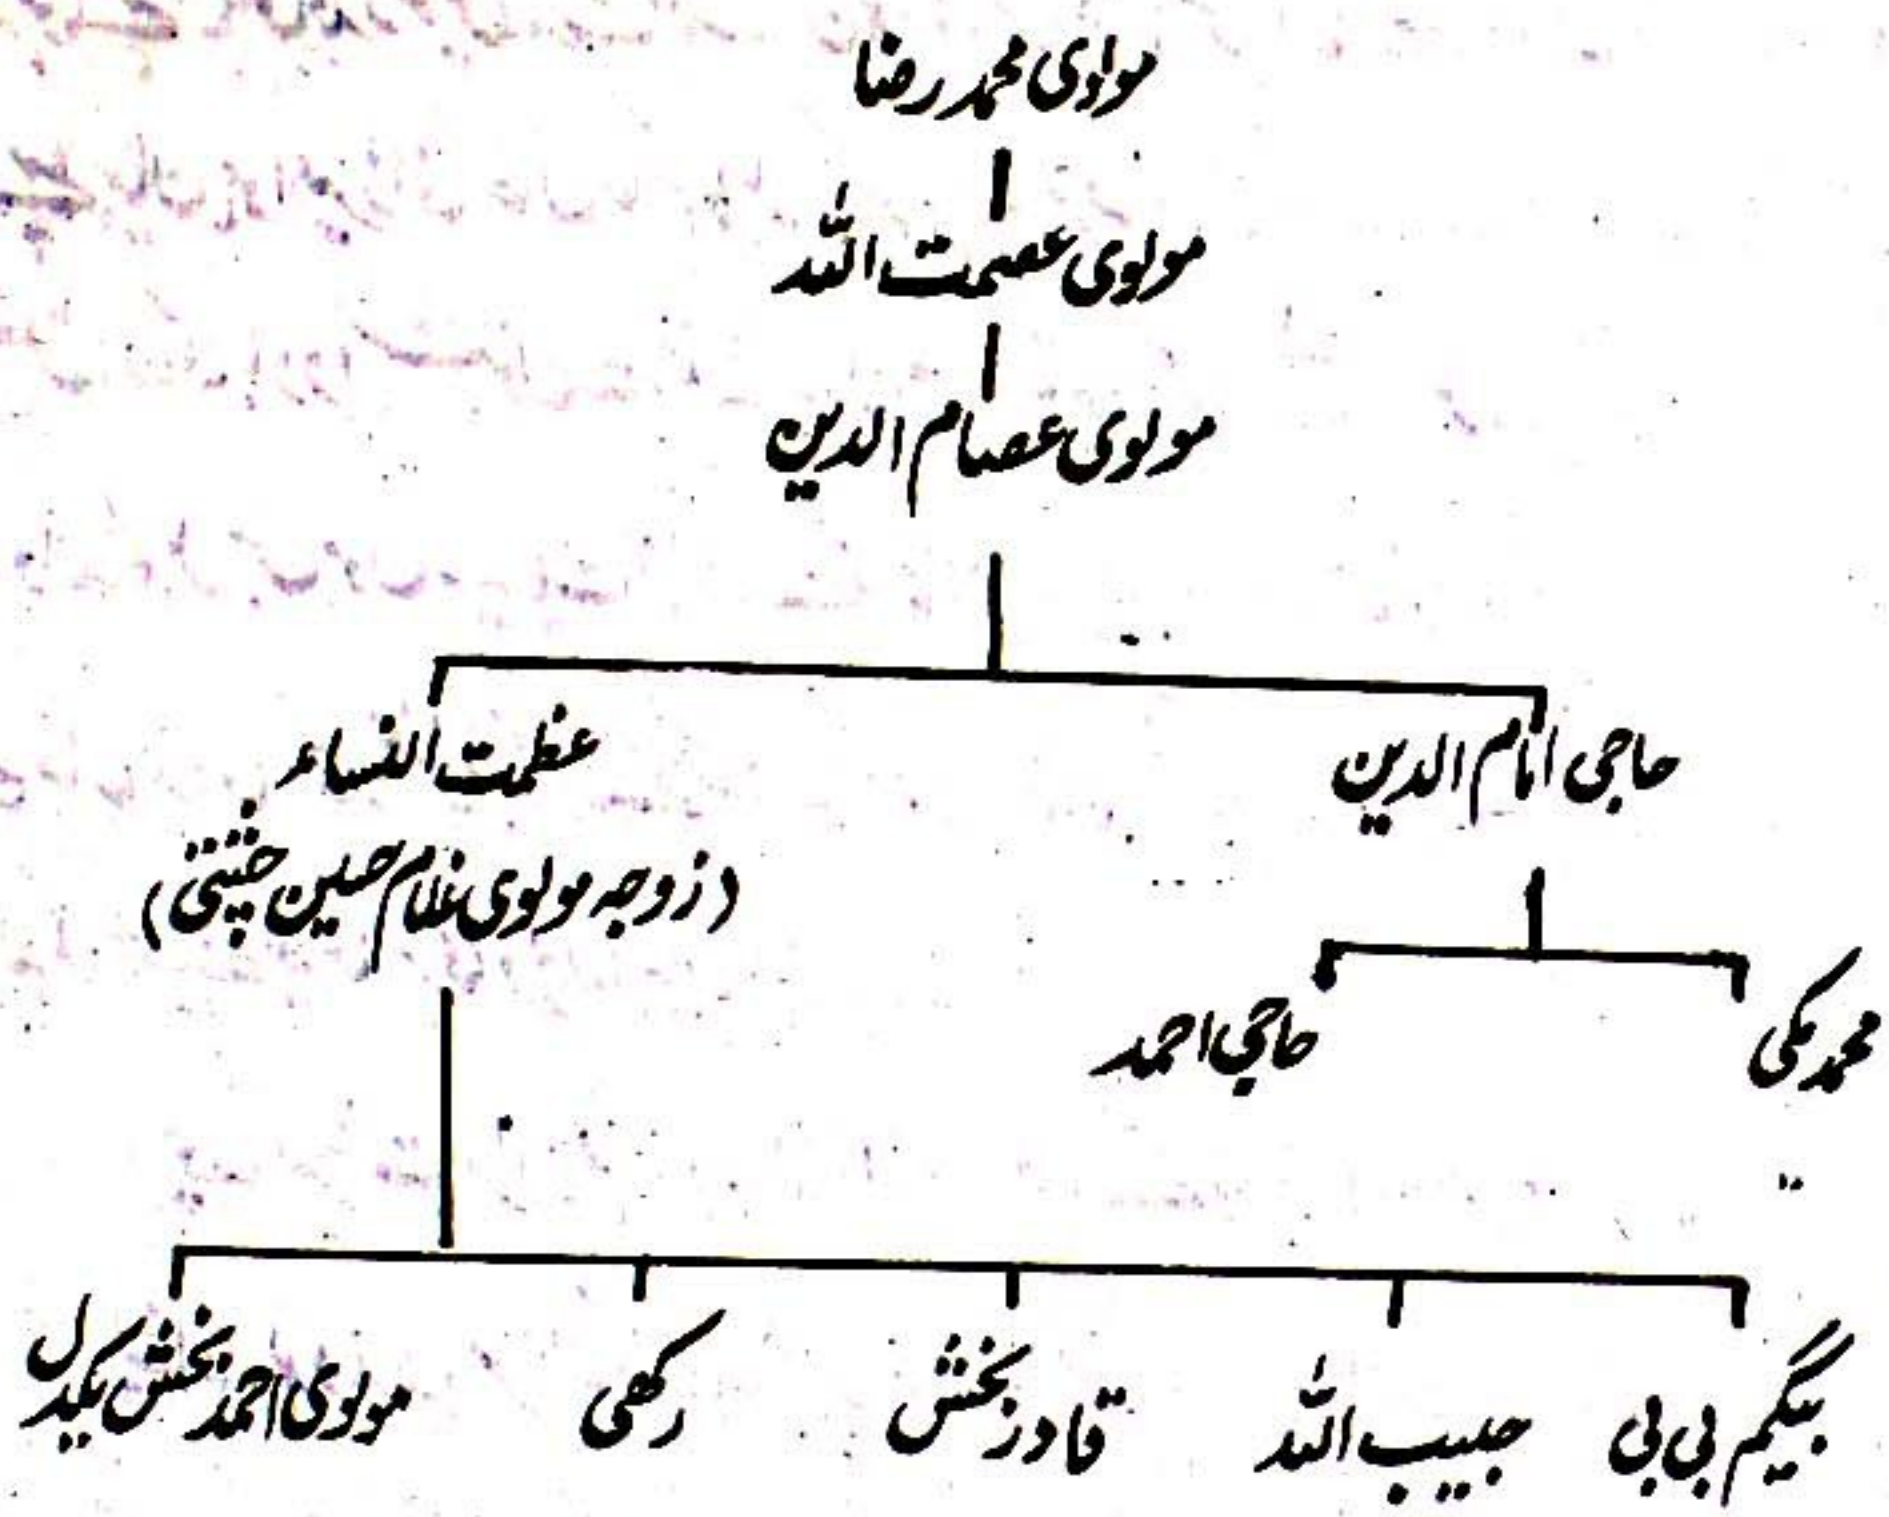 مولوی محمد رضا
مولوی عصمت اللہ
مولوی عصام الدین
حاجی امام الدین
عظمت النساء
(زوجہ مولوی غلام حسین چشتی)
محمد مکی
حاجی احمد
بیگم بی بی
حبیب اللہ
قادر بخش
رکھی
مولوی احمد بخش یکدل